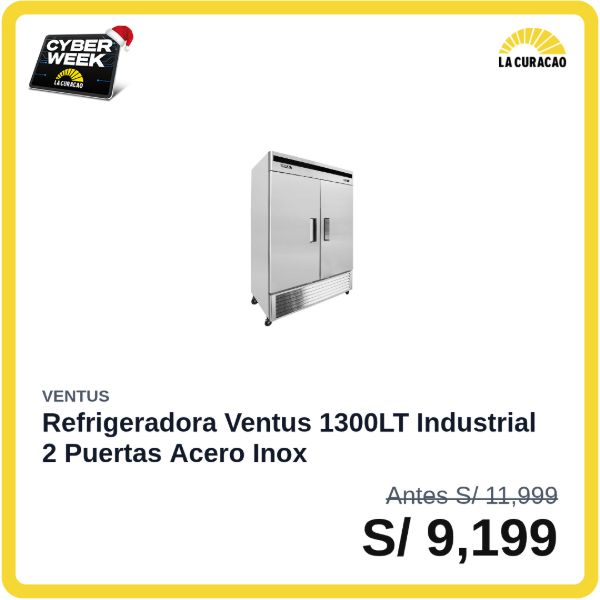 CYBER
WEEK
LA CURACAO
LA CURACAO
VENTUS
Refrigeradora Ventus 1300LT Industrial
2 Puertas Acero Inox
Antes S/ 11,999
S/ 9,199